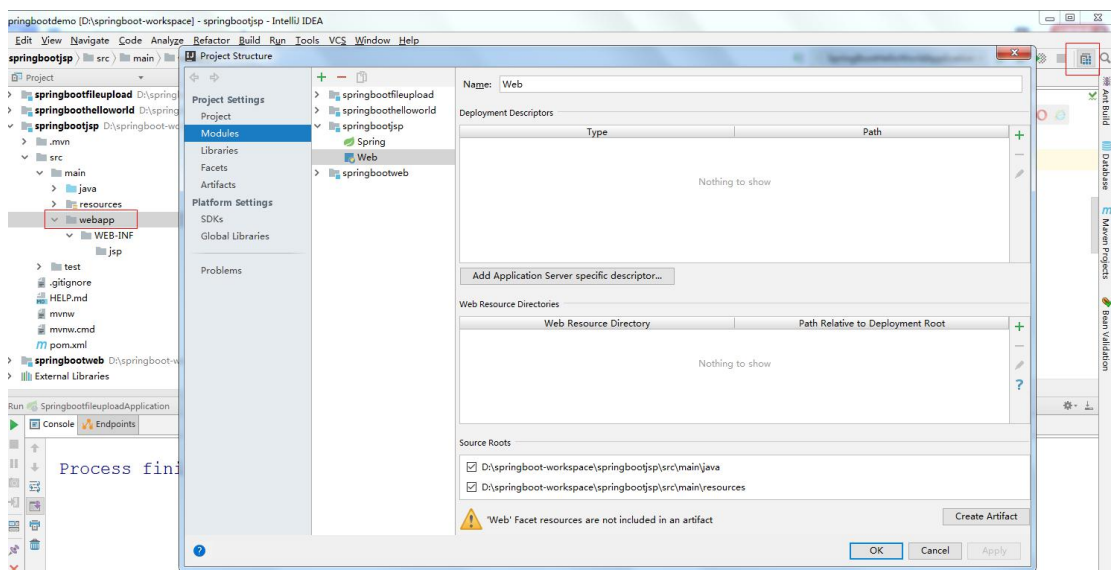 pringbootdemo [D:\springboot-workspace] - springbootjsp - IntelliJ IDEA
Edit View Navigate Code Analyze Refactor Build Run Tools VCS Window Help
springbootjsp src main
Project Structure
Project
springbootfileupload D:\spring
springboothelloworld D:\spring
springbootjsp D:\springboot-wo
.mvn
src
main
java
resources
webapp
WEB-INF
jsp
test
.gitignore
HELP.md
mvnw
mvnw.cmd
pom.xml
springbootweb D:\springboot-w
External Libraries
Project Settings
Project
Modules
Libraries
Facets
Artifacts
Platform Settings
SDKs
Global Libraries
Problems
springbootfileupload
springboothelloworld
springbootjsp
Spring
Web
springbootweb
Name: Web
Deployment Descriptors
Type Path
Nothing to show
Add Application Server specific descriptor...
Web Resource Directories
Web Resource Directory Path Relative to Deployment Root
Nothing to show
Source Roots
D:\springboot-workspace\springbootjsp\src\main\java
D:\springboot-workspace\springbootjsp\src\main\resources
'Web' Facet resources are not included in an artifact
Create Artifact
OK Cancel Apply
Ant Build
Database
Maven Projects
Bean Validation
Run SpringbootfileuploadApplication
Console Endpoints
Process fini